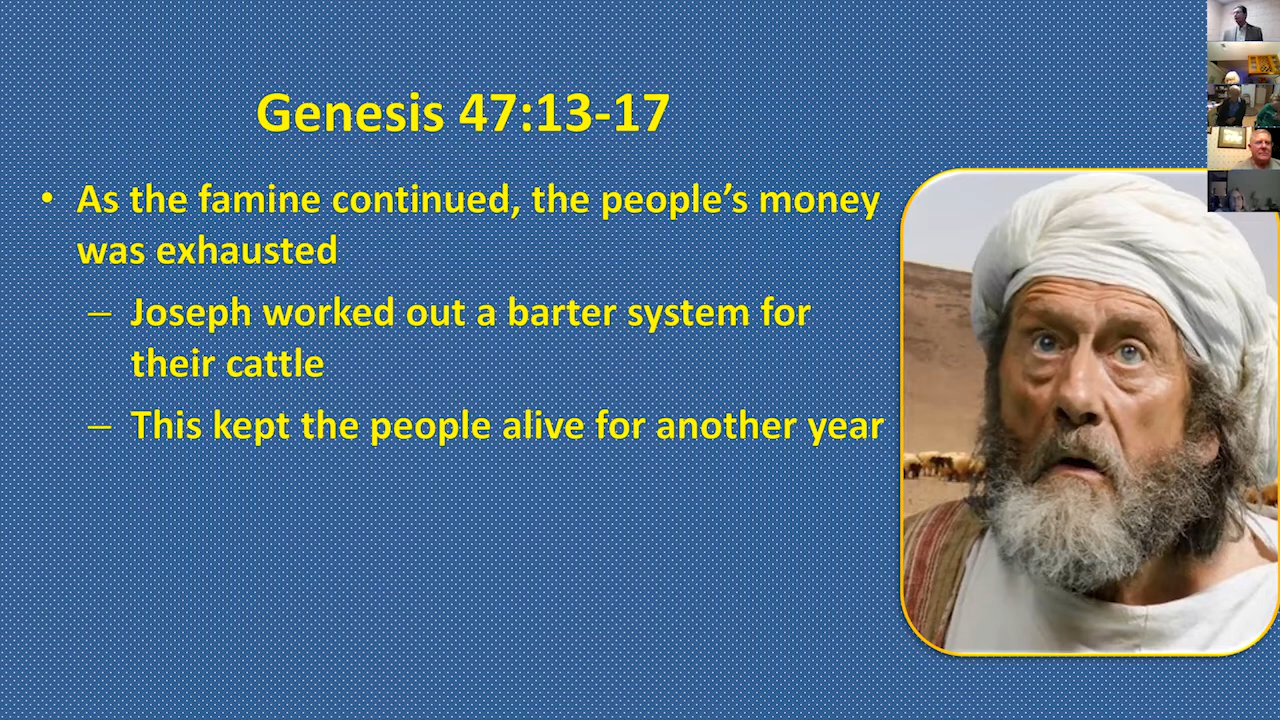 Genesis 47:13-17
• As the famine continued, the people’s money
was exhausted
– Joseph worked out a barter system for
their cattle
– This kept the people alive for another year